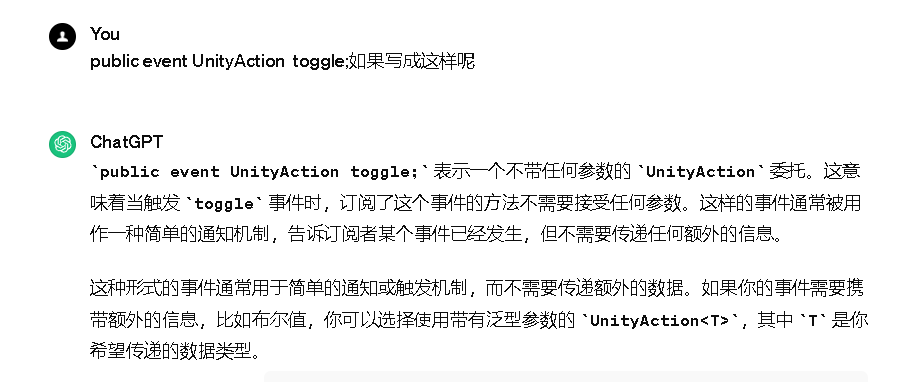 You
public event UnityAction toggle;如果写成这样呢
ChatGPT
`public event UnityAction toggle;` 表示一个不带任何参数的 `UnityAction` 委托。这意
味着当触发 `toggle` 事件时，订阅了这个事件的方法不需要接受任何参数。这样的事件通常被用
作一种简单的通知机制，告诉订阅者某个事件已经发生，但不需要传递任何额外的信息。
这种形式的事件通常用于简单的通知或触发机制，而不需要传递额外的数据。如果你的事件需要携
带额外的信息，比如布尔值，你可以选择使用带有泛型参数的 `UnityAction<T>`，其中 `T` 是你
希望传递的数据类型。